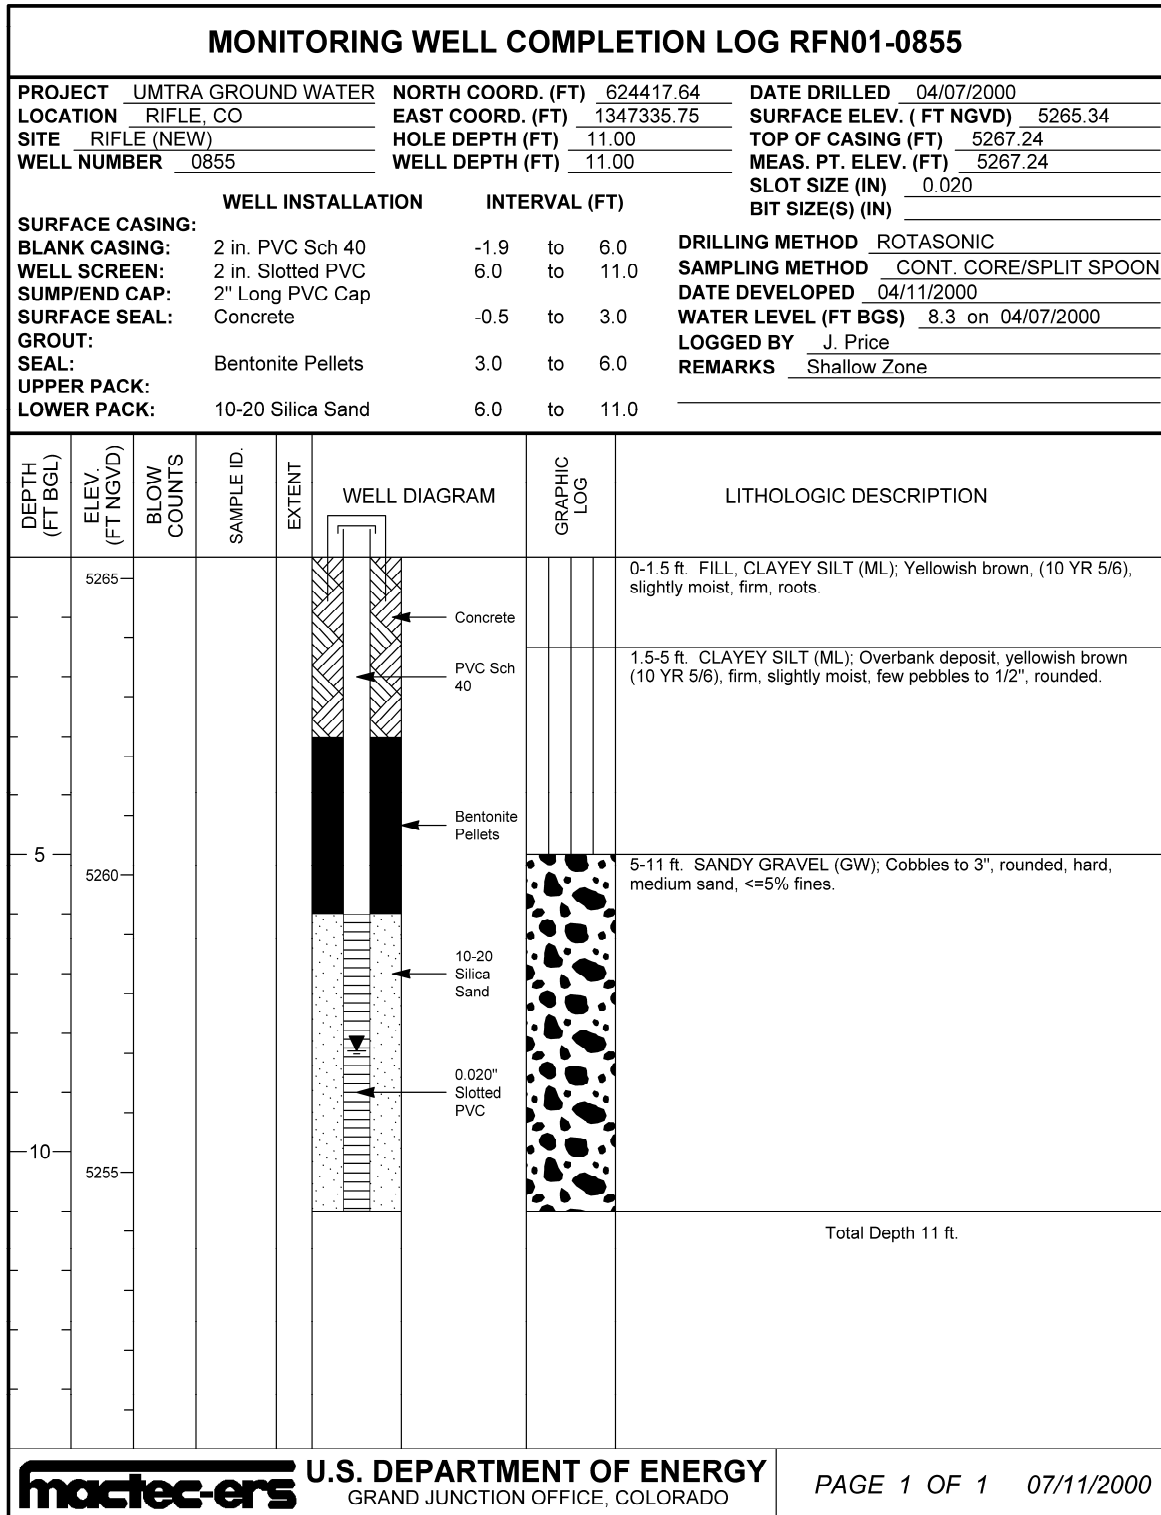 MONITORING WELL COMPLETION LOG RFN01-0855
PROJECT UMTRA GROUND WATER NORTH COORD. (FT) 624417.64 DATE DRILLED 04/07/2000
LOCATION RIFLE, CO EAST COORD. (FT) 1347335.75 SURFACE ELEV. ( FT NGVD) 5265.34
SITE RIFLE (NEW) HOLE DEPTH (FT) 11.00 TOP OF CASING (FT) 5267.24
WELL NUMBER 0855 WELL DEPTH (FT) 11.00 MEAS. PT. ELEV. (FT) 5267.24
SLOT SIZE (IN) 0.020
WELL INSTALLATION INTERVAL (FT) BIT SIZE(S) (IN)
SURFACE CASING:
BLANK CASING: 2 in. PVC Sch 40 -1.9 to 6.0 DRILLING METHOD ROTASONIC
WELL SCREEN: 2 in. Slotted PVC 6.0 to 11.0 SAMPLING METHOD CONT. CORE/SPLIT SPOON
SUMP/END CAP: 2" Long PVC Cap DATE DEVELOPED 04/11/2000
SURFACE SEAL: Concrete -0.5 to 3.0 WATER LEVEL (FT BGS) 8.3 on 04/07/2000
GROUT: LOGGED BY J. Price
SEAL: Bentonite Pellets 3.0 to 6.0 REMARKS Shallow Zone
UPPER PACK:
LOWER PACK: 10-20 Silica Sand 6.0 to 11.0
DEPTH
(FT BGL)
ELEV.
(FT NGVD)
BLOW
COUNTS
SAMPLE ID.
EXTENT
WELL DIAGRAM
GRAPHIC
LOG
LITHOLOGIC DESCRIPTION
5265
0-1.5 ft. FILL, CLAYEY SILT (ML); Yellowish brown, (10 YR 5/6),
slightly moist, firm, roots.
Concrete
1.5-5 ft. CLAYEY SILT (ML); Overbank deposit, yellowish brown
(10 YR 5/6), firm, slightly moist, few pebbles to 1/2", rounded.
PVC Sch
40
Bentonite
Pellets
5
5260
5-11 ft. SANDY GRAVEL (GW); Cobbles to 3", rounded, hard,
medium sand, <=5% fines.
10-20
Silica
Sand
0.020"
Slotted
PVC
10
5255
Total Depth 11 ft.
mactec-ers
U.S. DEPARTMENT OF ENERGY
GRAND JUNCTION OFFICE, COLORADO
PAGE 1 OF 1 07/11/2000